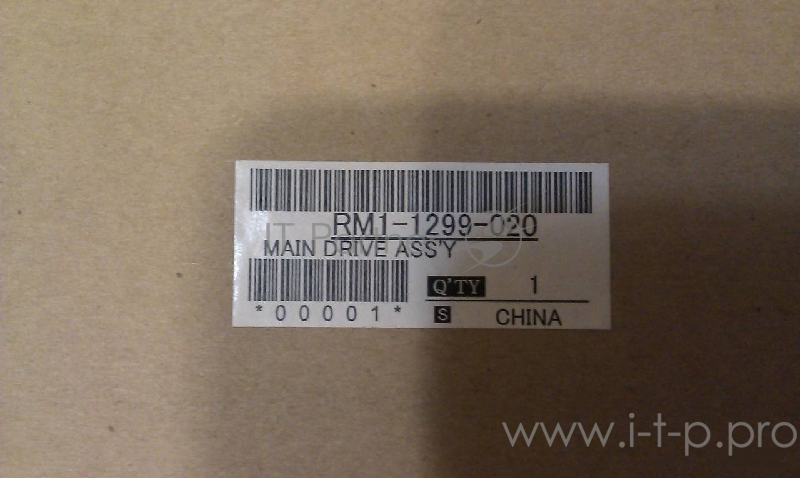 RM1-1299-020
MAIN DRIVE ASS'Y
Q'TY 1
*00001*
S CHINA
www.i-t-p.pro